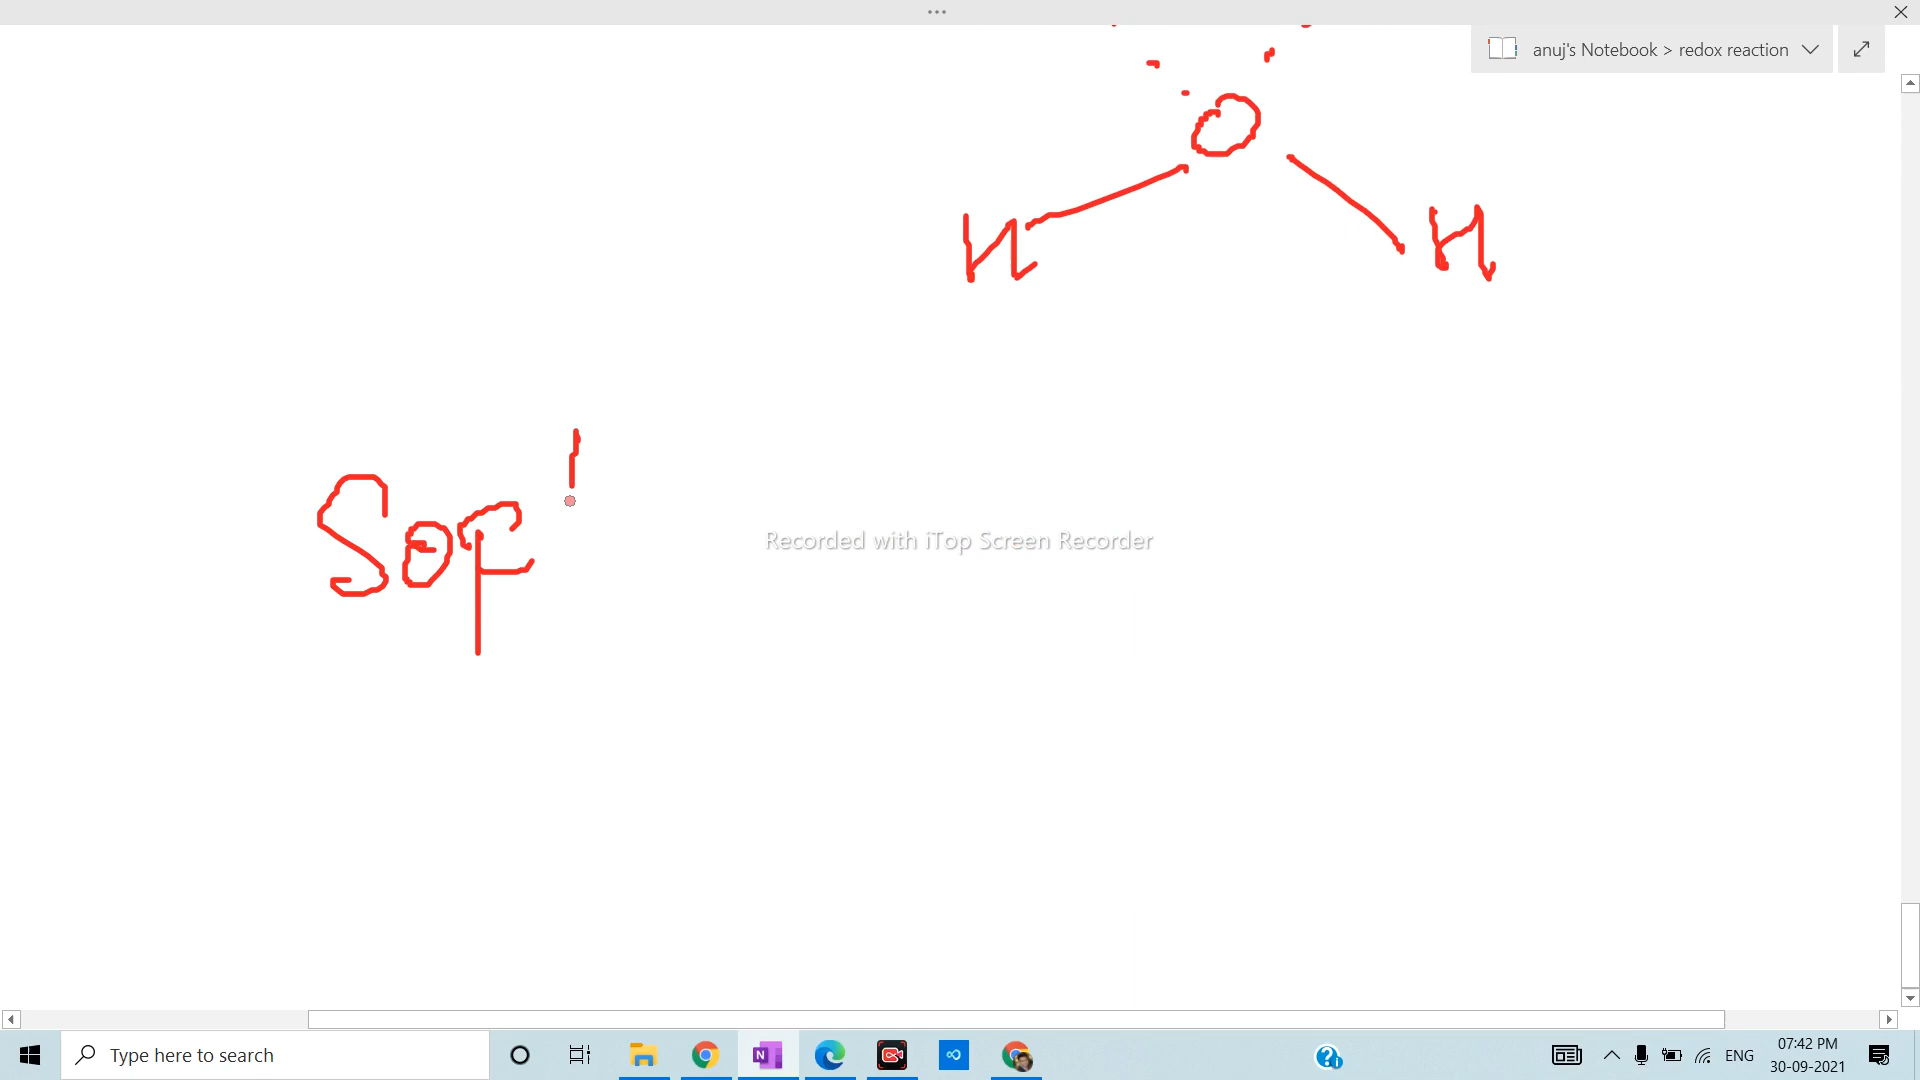 anuj's Notebook > redox reaction
O
H H
Recorded with iTop Screen Recorder
Type here to search
ENG
07:42 PM
30-09-2021